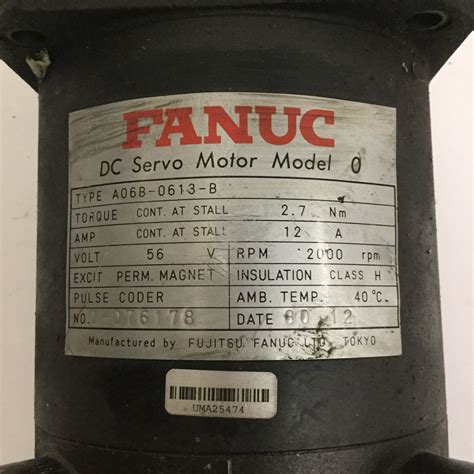 FANUC
DC Servo Motor Model 0
TYPE A06B-0613-B
TORQUE CONT. AT STALL 2.7 Nm
AMP CONT. AT STALL 12 A
VOLT 56 V RPM 2000 rpm
EXCIT PERM. MAGNET INSULATION CLASS H
PULSE CODER AMB. TEMP. 40°C
NO. 076178 DATE 80 12
Manufactured by FUJITSU FANUC LTD, TOKYO
UMA25474